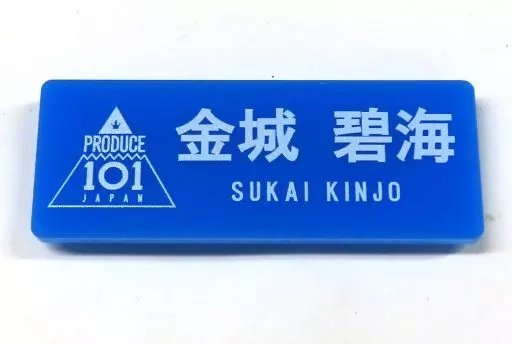 PRODUCE
101
JAPAN
金城 碧海
SUKAI KINJO